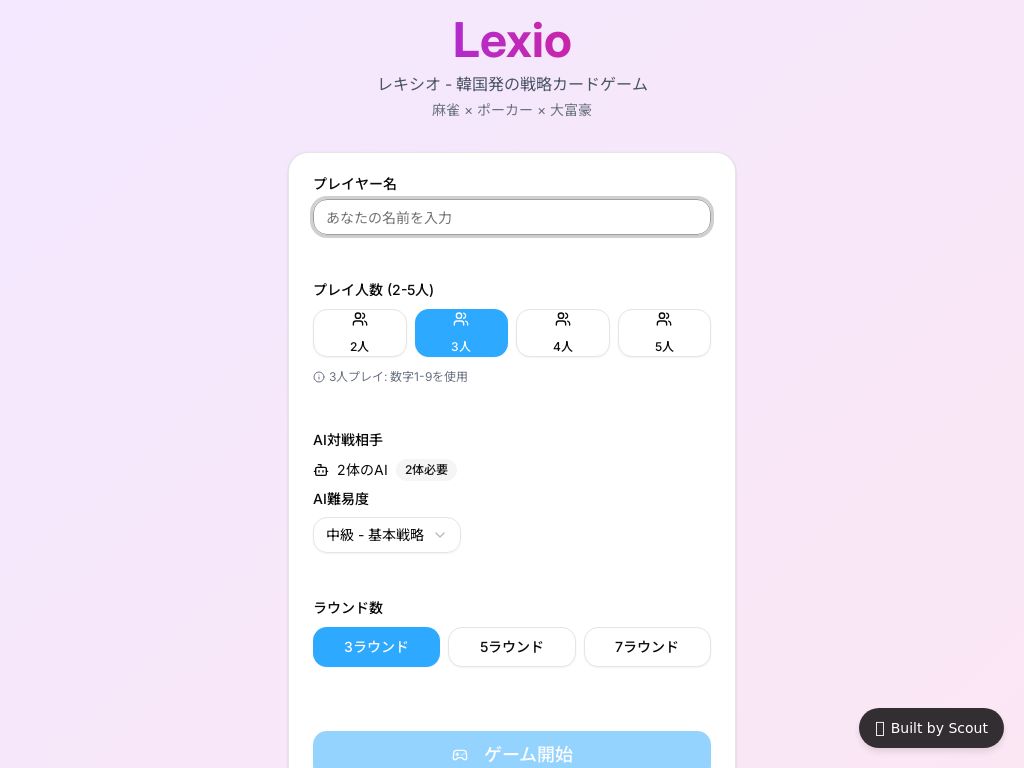 Lexio
レキシオ - 韓国発の戦略カードゲーム
麻雀 × ポーカー × 大富豪
プレイヤー名
あなたの名前を入力
プレイ人数 (2-5人)
2人
3人
4人
5人
3人プレイ: 数字1-9を使用
AI対戦相手
2体のAI 2体必要
AI難易度
中級 - 基本戦略
ラウンド数
3ラウンド
5ラウンド
7ラウンド
ゲーム開始
Built by Scout